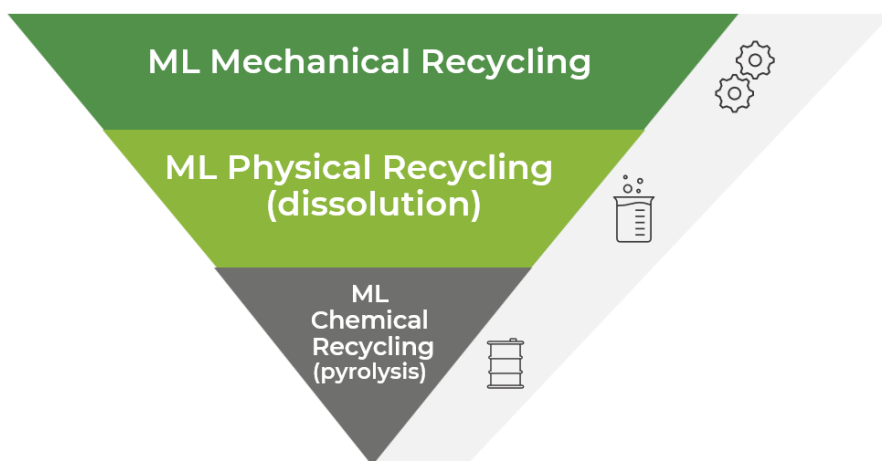 ML Mechanical Recycling
ML Physical Recycling
(dissolution)
ML
Chemical
Recycling
(pyrolysis)